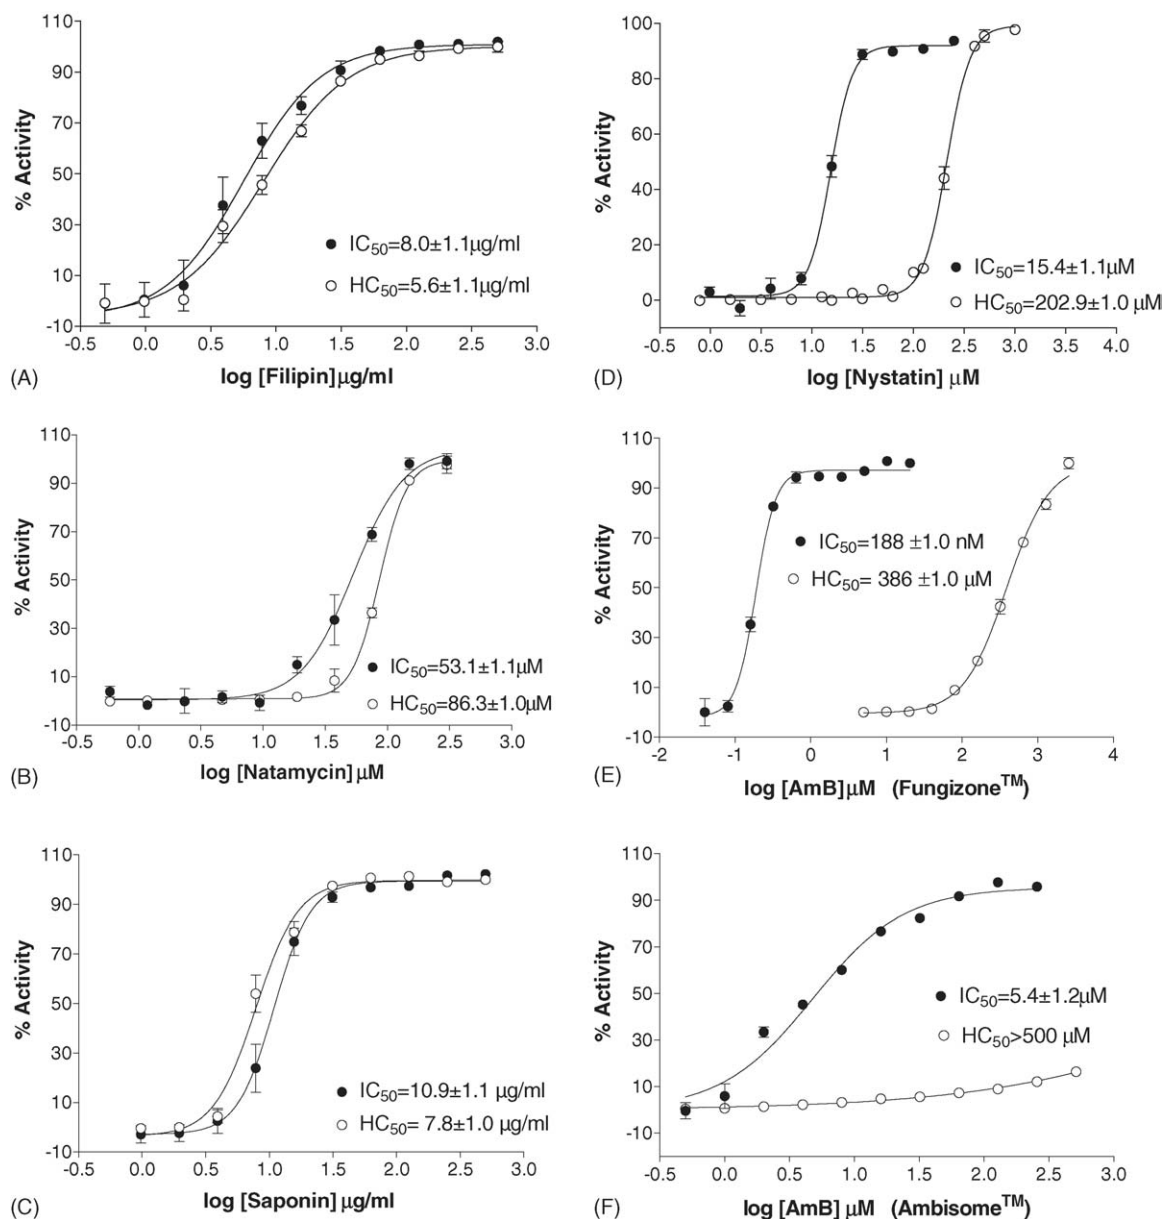 110
90
70
50
30
10
-10
% Activity
IC50=8.0±1.1µg/ml
HC50=5.6±1.1µg/ml
-0.5 0.0 0.5 1.0 1.5 2.0 2.5 3.0
(A) log [Filipin]µg/ml
100
80
60
40
20
0
% Activity
IC50=15.4±1.1µM
HC50=202.9±1.0 µM
-0.5 0.0 0.5 1.0 1.5 2.0 2.5 3.0 3.5 4.0
(D) log [Nystatin] µM
110
90
70
50
30
10
-10
% Activity
IC50=53.1±1.1µM
HC50=86.3±1.0µM
-0.5 0.0 0.5 1.0 1.5 2.0 2.5 3.0
log [Natamycin] µM
(B)
110
90
70
50
30
10
-10
% Activity
IC50=188 ±1.0 nM
HC50= 386 ±1.0 µM
-2 -1 0 1 2 3 4
(E) log [AmB]µM (Fungizone™)
110
90
70
50
30
10
-10
% Activity
IC50=10.9±1.1 µg/ml
HC50= 7.8±1.0 µg/ml
-0.5 0.0 0.5 1.0 1.5 2.0 2.5 3.0
(C) log [Saponin] µg/ml
110
90
70
50
30
10
-10
% Activity
IC50=5.4±1.2µM
HC50>500 µM
-0.5 0.0 0.5 1.0 1.5 2.0 2.5 3.0
(F) log [AmB] µM (Ambisome™)